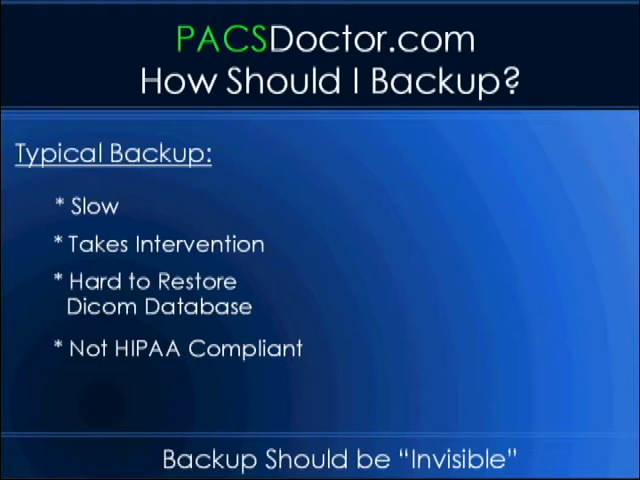 PACSDoctor.com
How Should I Backup?
Typical Backup:
* Slow
* Takes Intervention
* Hard to Restore
Dicom Database
* Not HIPAA Compliant
Backup Should be “Invisible”